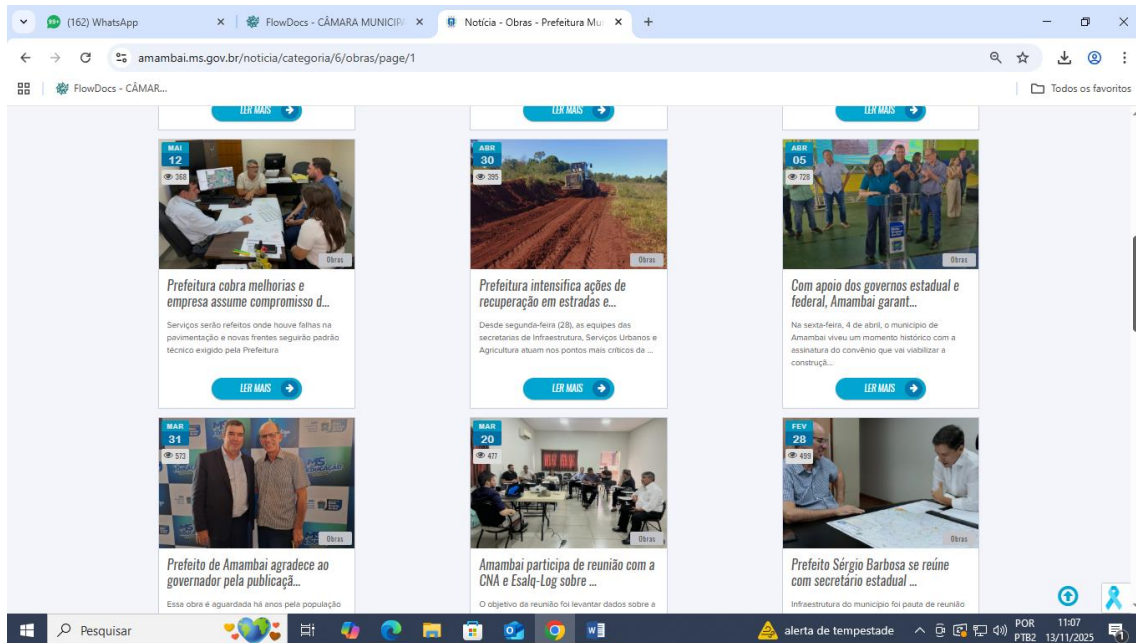 (162) WhatsApp
FlowDocs - CÂMARA MUNICIP
Notícia - Obras - Prefeitura Mu
amambai.ms.gov.br/noticia/categoria/6/obras/page/1
FlowDocs - CÂMAR...
Todos os favoritos
LER MAIS
LER MAIS
LER MAIS
MAI
12
368
Obras
Prefeitura cobra melhorias e
empresa assume compromisso d...
Serviços serão refeitos onde houve falhas na
pavimentação e novas frentes seguirão padrão
técnico exigido pela Prefeitura
LER MAIS
ABR
30
395
Obras
Prefeitura intensifica ações de
recuperação em estradas e...
Desde segunda-feira (28), as equipes das
secretarias de Infraestrutura, Serviços Urbanos e
Agricultura atuam nos pontos mais críticos da ...
LER MAIS
ABR
05
728
Obras
Com apoio dos governos estadual e
federal, Amambai garant...
Na sexta-feira, 4 de abril, o município de
Amambai viveu um momento histórico com a
assinatura do convênio que vai viabilizar a
construçã...
LER MAIS
MAR
31
573
Obras
Prefeito de Amambai agradece ao
governador pela publicaçã...
Essa obra é aguardada há anos pela população
MAR
20
477
Obras
Amambai participa de reunião com a
CNA e Esalq-Log sobre ...
O objetivo da reunião foi levantar dados sobre a
FEV
28
499
Obras
Prefeito Sérgio Barbosa se reúne
com secretário estadual ...
Infraestrutura do município foi pauta de reunião
Pesquisar
alerta de tempestade
POR
PTB2
11:07
13/11/2025